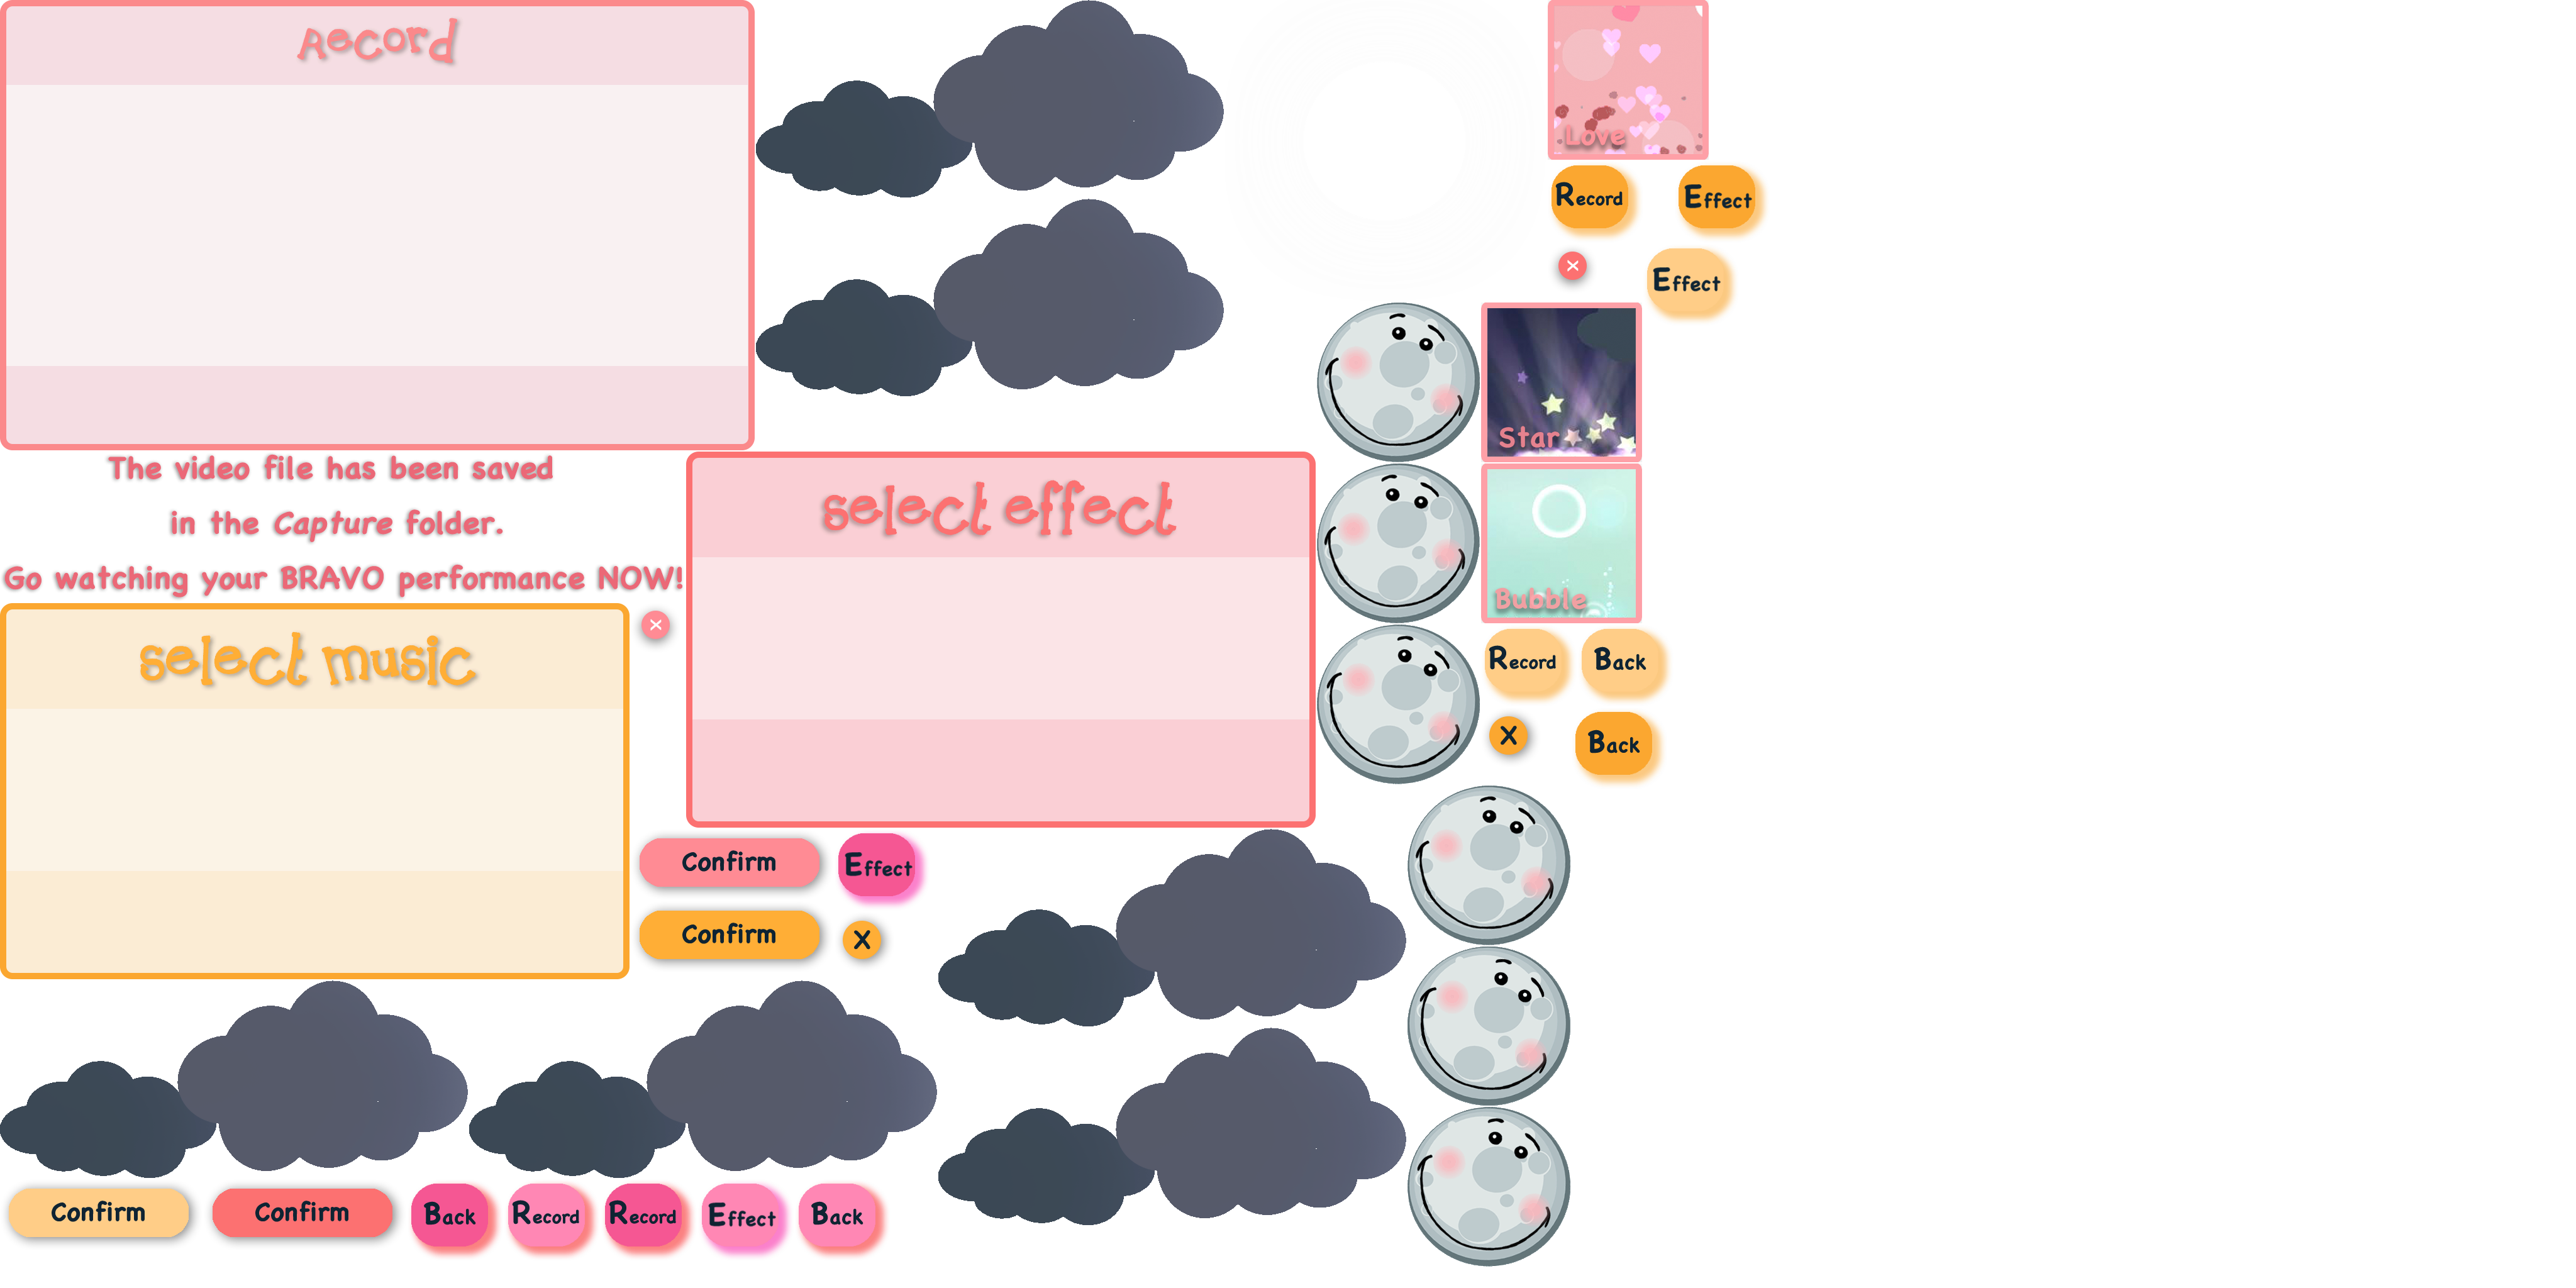 Record
Love
Record
Effect
×
Effect
The video file has been saved
in the Capture folder.
Go watching your BRAVO performance NOW!
select effect
Star
Bubble
select music
×
Record
Back
X
Back
Confirm
Effect
Confirm
X
Confirm
Confirm
Back
Record
Record
Effect
Back